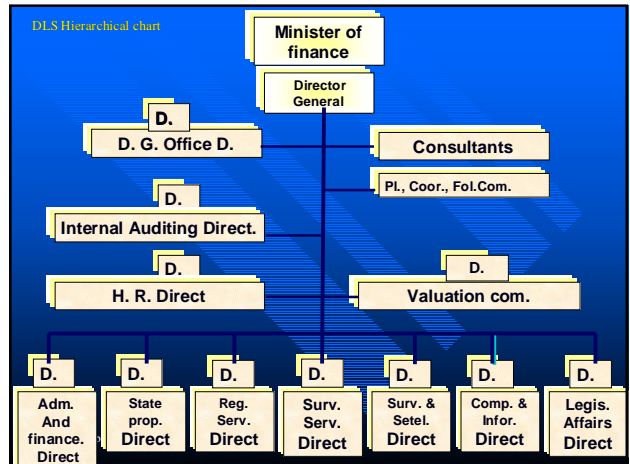 DLS Hierarchical chart
Minister of
finance
Director
General
D.
D. G. Office D.
Consultants
Pl., Coor., Fol.Com.
D.
Internal Auditing Direct.
D.
H. R. Direct
D.
Valuation com.
D.
Adm.
And
finance.
Direct
D.
State
prop.
Direct
D.
Reg.
Serv.
Direct
D.
Surv.
Serv.
Direct
D.
Surv. &
Setel.
Direct
D.
Comp. &
Infor.
Direct
D.
Legis.
Affairs
Direct